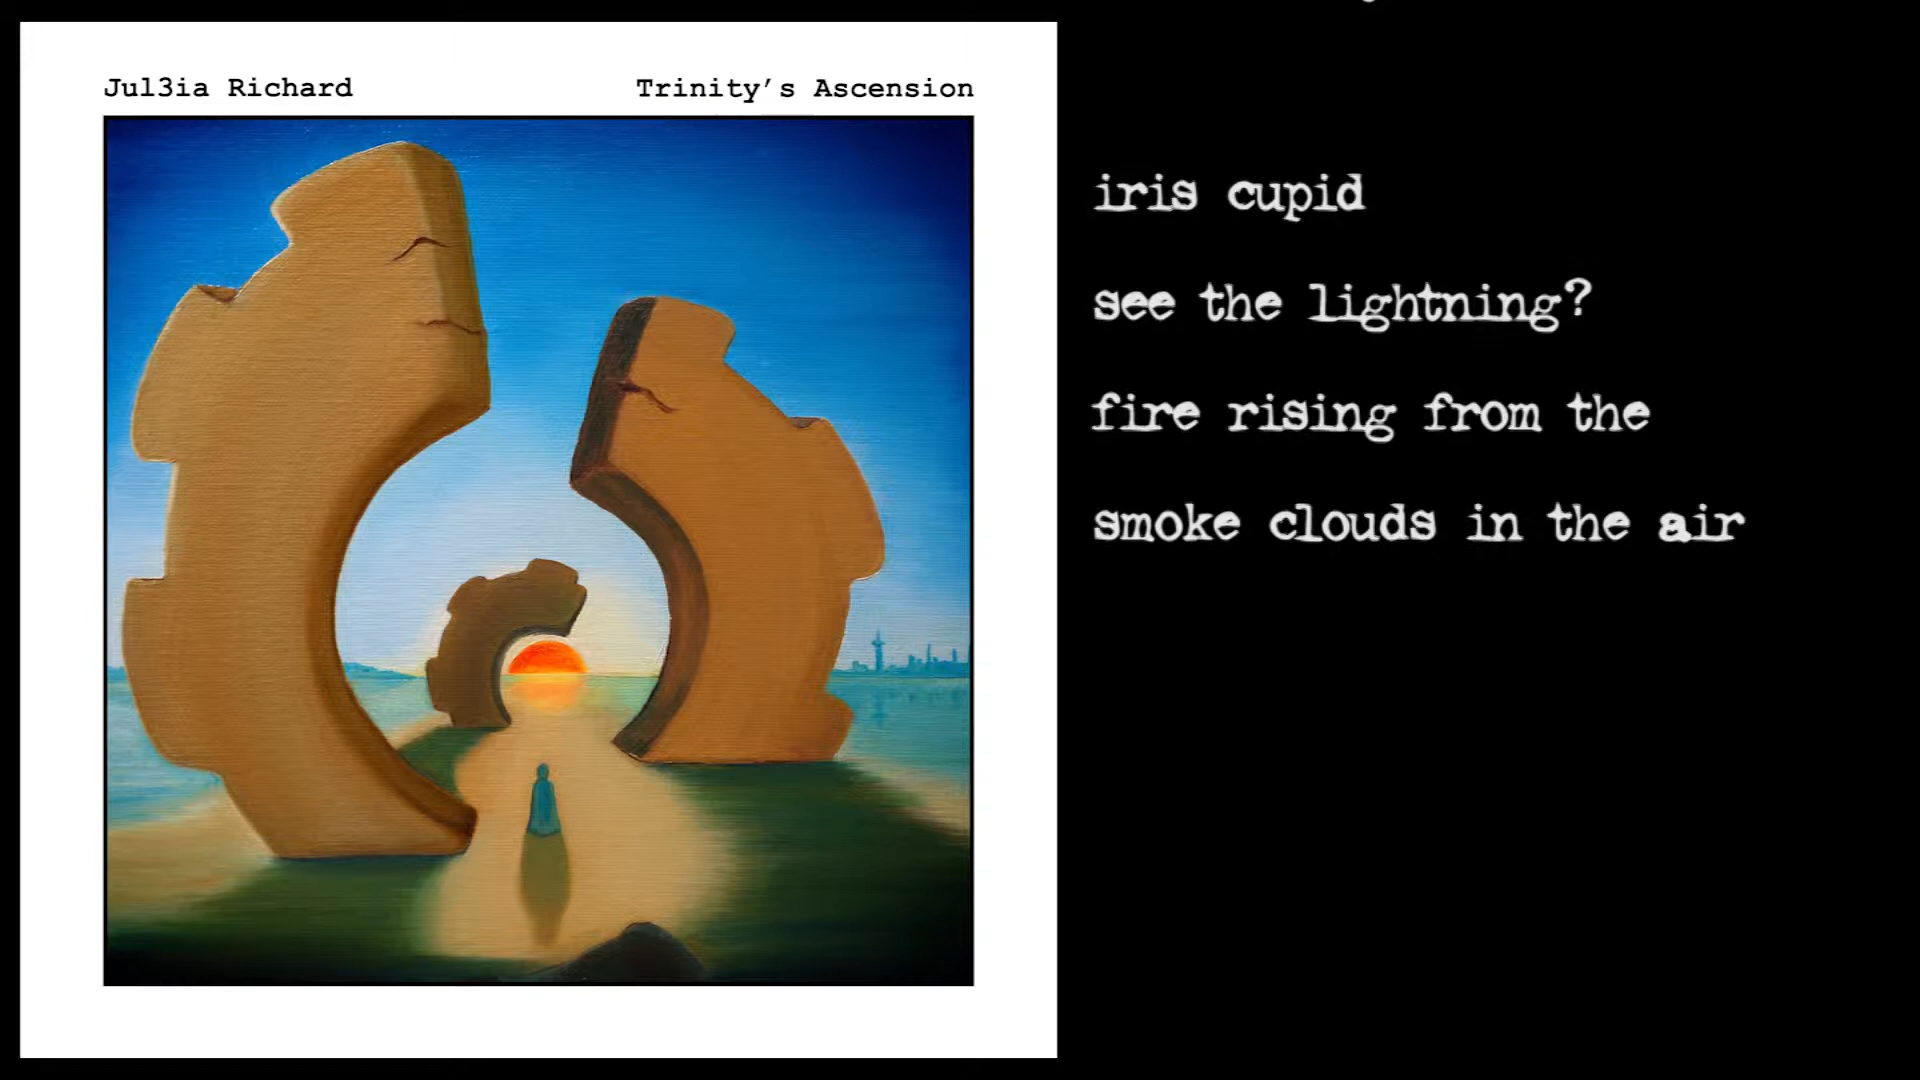 Jul3ia Richard
Trinity's Ascension
iris cupid
see the lightning?
fire rising from the
smoke clouds in the air